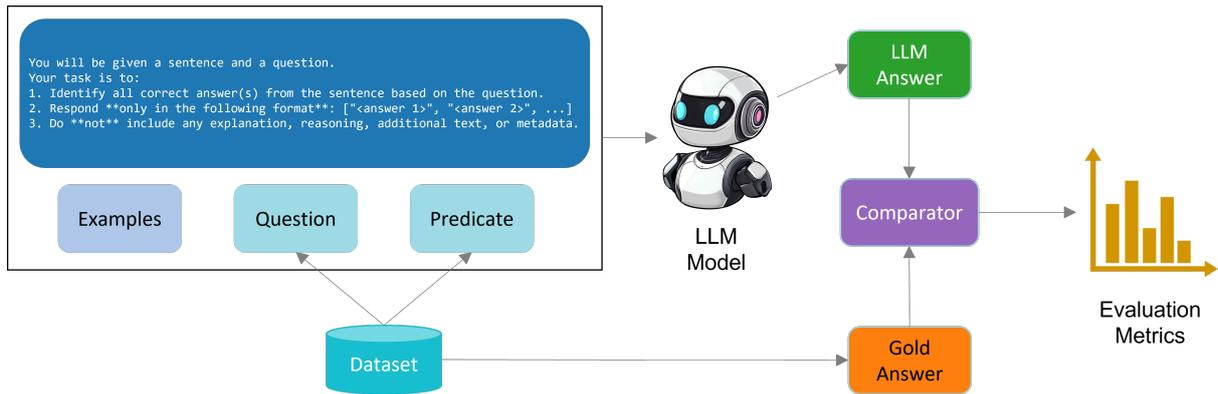 You will be given a sentence and a question.
Your task is to:
1. Identify all correct answer(s) from the sentence based on the question.
2. Respond **only in the following format**: ["<answer 1>", "<answer 2>", ...]
3. Do **not** include any explanation, reasoning, additional text, or metadata.
Examples
Question
Predicate
Dataset
LLM
Model
LLM
Answer
Comparator
Gold
Answer
Evaluation
Metrics